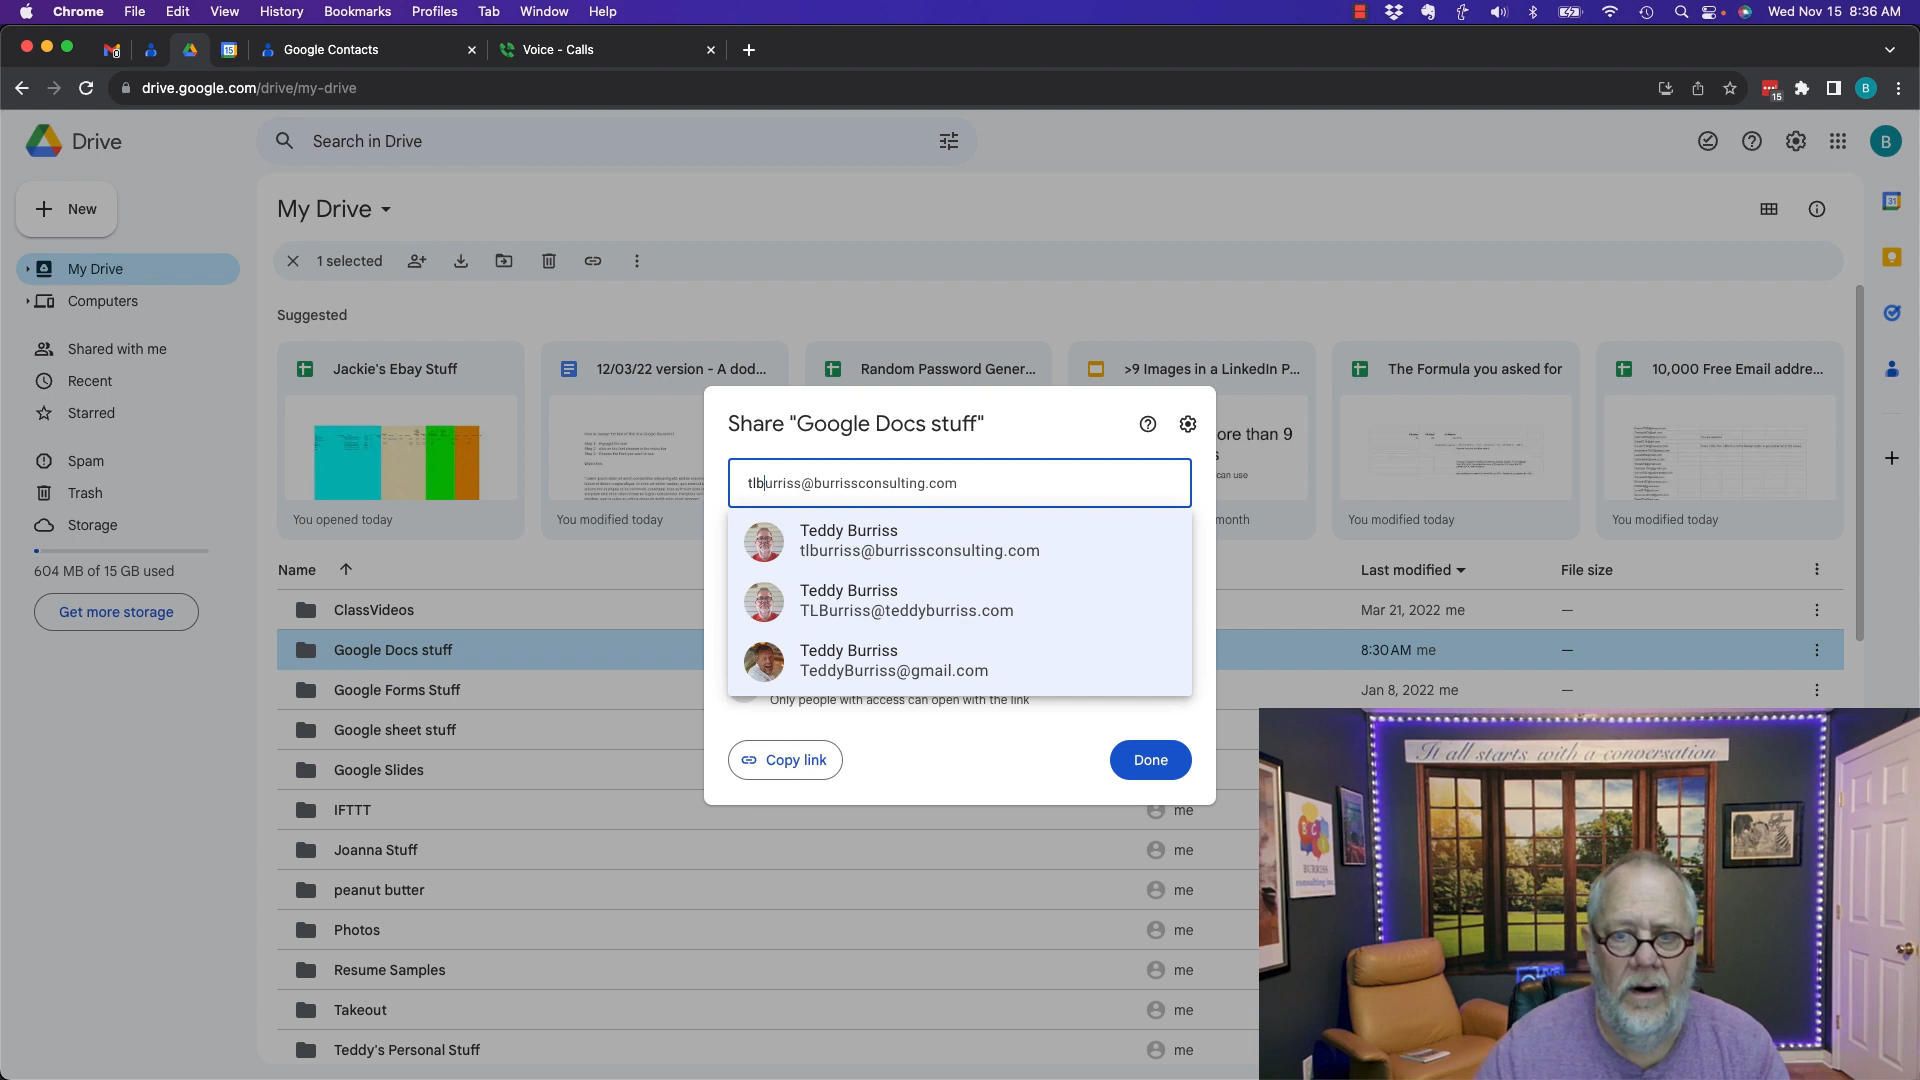 Chrome File Edit View History Bookmarks Profiles Tab Window Help Wed Nov 15 8:36 AM
Google Contacts Voice - Calls
drive.google.com/drive/my-drive
15
B
Drive
Search in Drive
B
New
My Drive
My Drive
1 selected
Computers
Shared with me
Recent
Starred
Spam
Trash
Storage
604 MB of 15 GB used
Get more storage
Suggested
Jackie's Ebay Stuff
12/03/22 version - A dod...
Random Password Gener...
>9 Images in a LinkedIn P...
The Formula you asked for
10,000 Free Email addre...
ore than 9
s
can use
You opened today
You modified today
month
You modified today
You modified today
Share "Google Docs stuff"
tlburriss@burrissconsulting.com
Teddy Burriss
tlburriss@burrissconsulting.com
Teddy Burriss
TLBurriss@teddyburriss.com
Teddy Burriss
TeddyBurriss@gmail.com
Only people with access can open with the link
Copy link
Done
Name
Last modified
File size
ClassVideos
Mar 21, 2022 me
—
Google Docs stuff
8:30 AM me
—
Google Forms Stuff
Jan 8, 2022 me
—
Google sheet stuff
Google Slides
IFTTT
me
Joanna Stuff
me
peanut butter
me
Photos
me
Resume Samples
me
Takeout
me
Teddy's Personal Stuff
me
It all starts with a conversation
B C
BURRISS
consulting, inc.
31
15